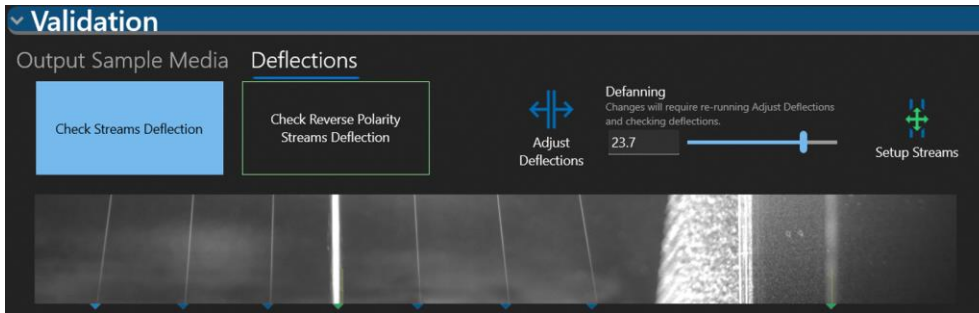 Validation
Output Sample Media
Deflections
Check Streams Deflection
Check Reverse Polarity
Streams Deflection
Adjust
Deflections
Defanning
Changes will require re-running Adjust Deflections
and checking deflections.
23.7
Setup Streams